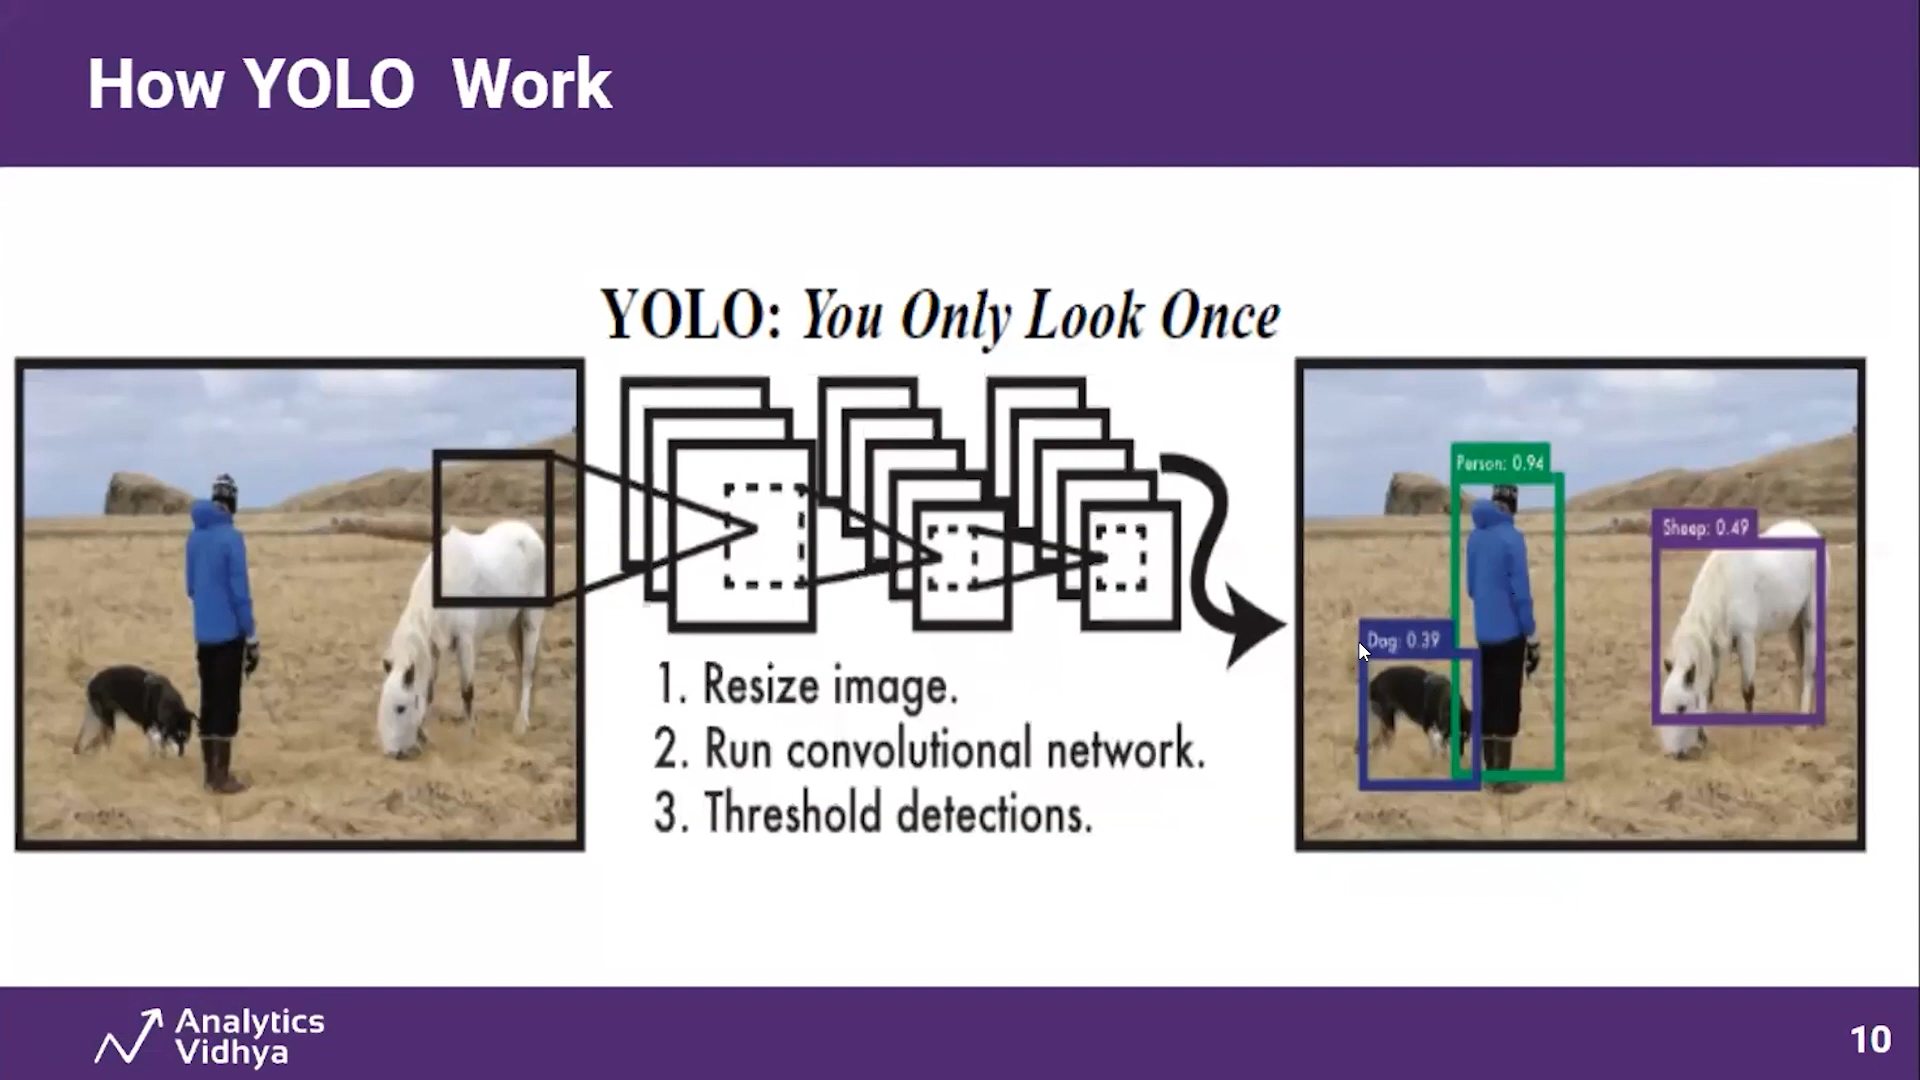 How YOLO  Work
YOLO: You Only Look Once
Person: 0.94
Sheep: 0.49
Dog: 0.39
1. Resize image.
2. Run convolutional network.
3. Threshold detections.
Analytics
Vidhya
10